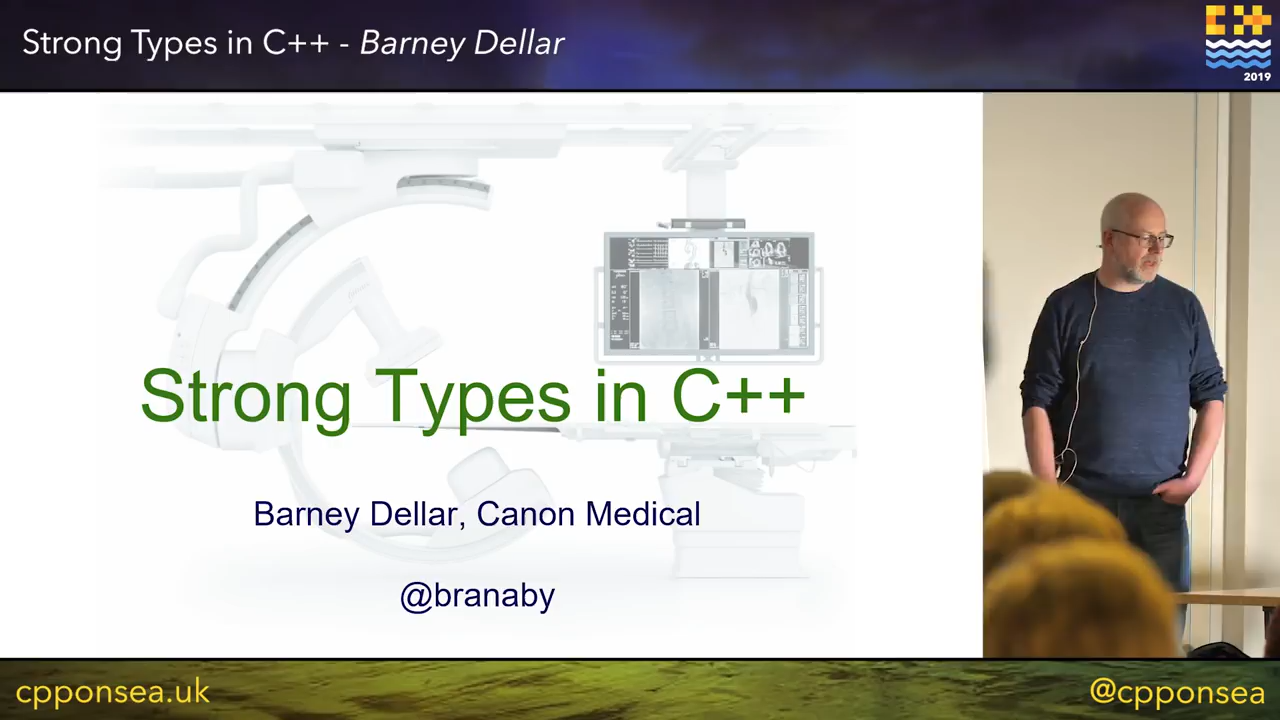 Strong Types in C++ - Barney Dellar
2019
Strong Types in C++
Barney Dellar, Canon Medical
@branaby
cpponsea.uk
@cpponsea